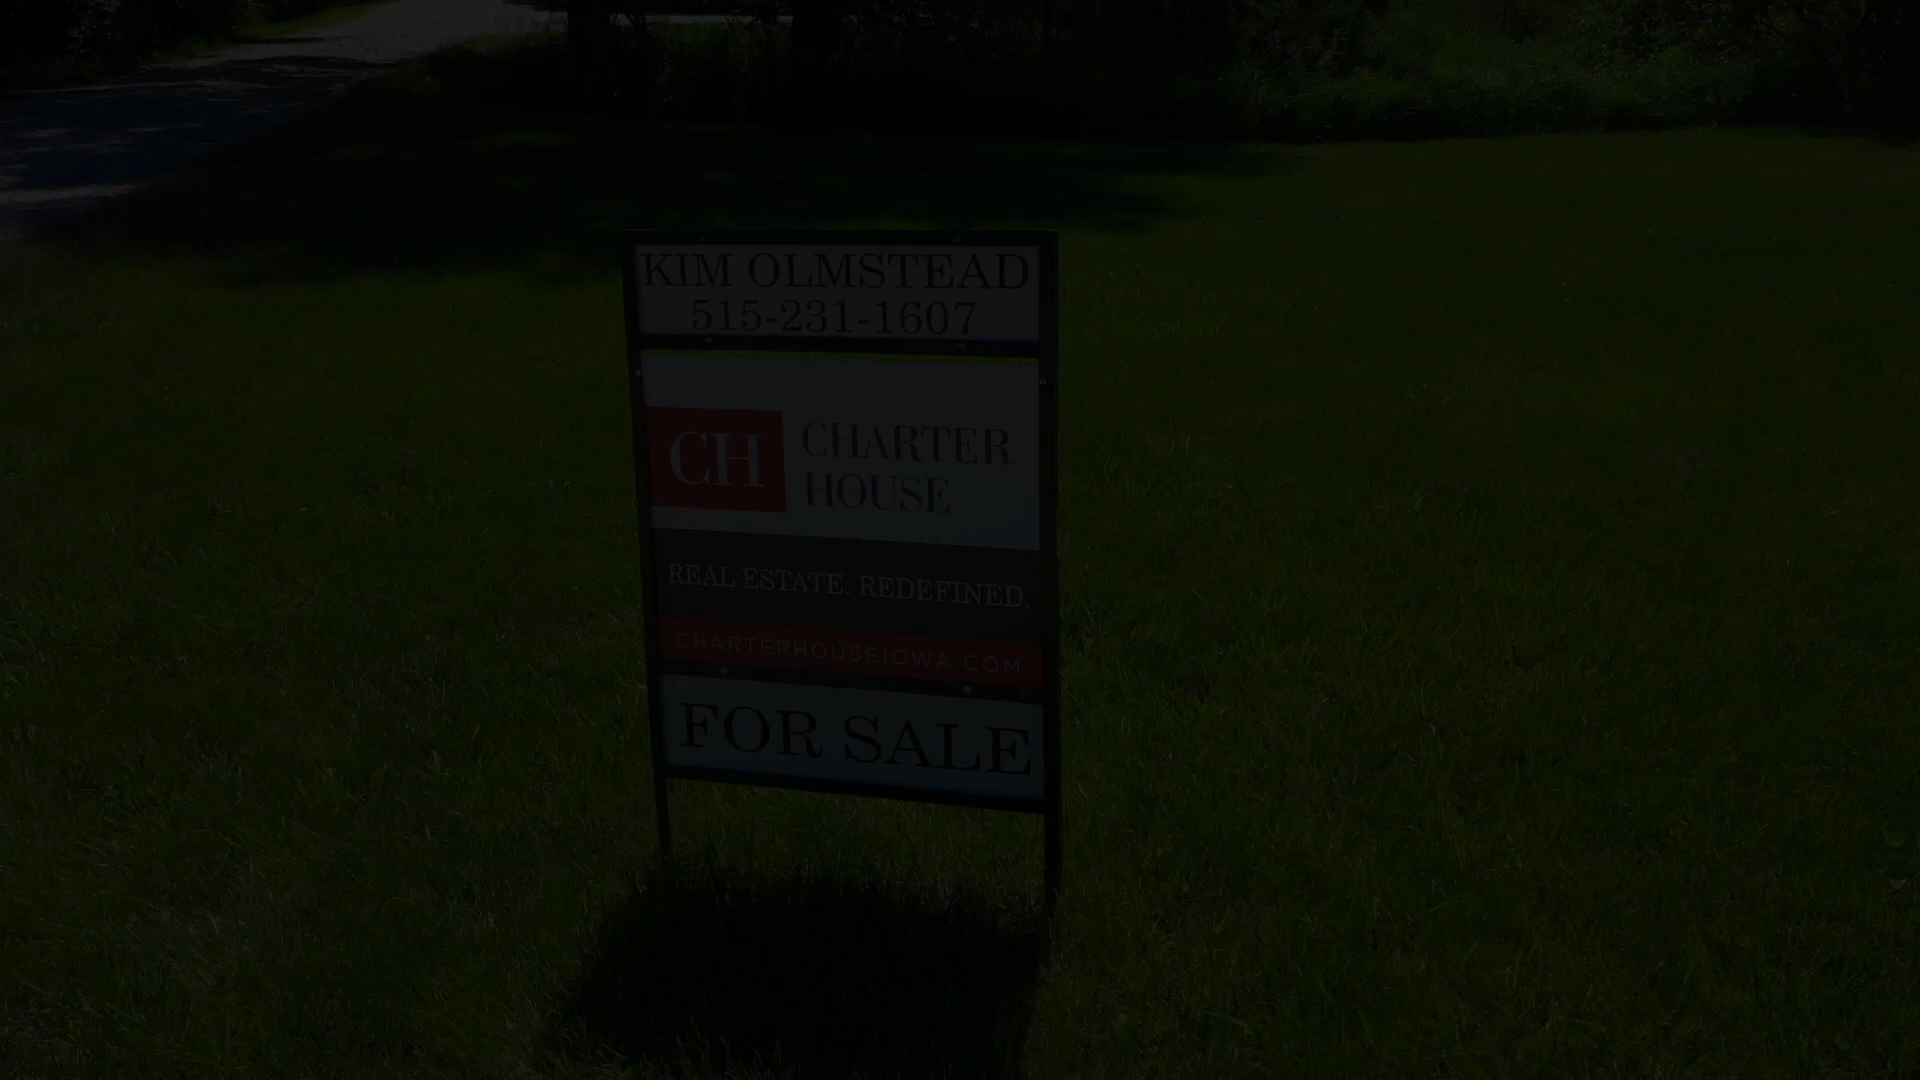 KIM OLMSTEAD
515-231-1607
CH
CHARTER
HOUSE
REAL ESTATE. REDEFINED.
CHARTERHOUSEIOWA.COM
FOR SALE